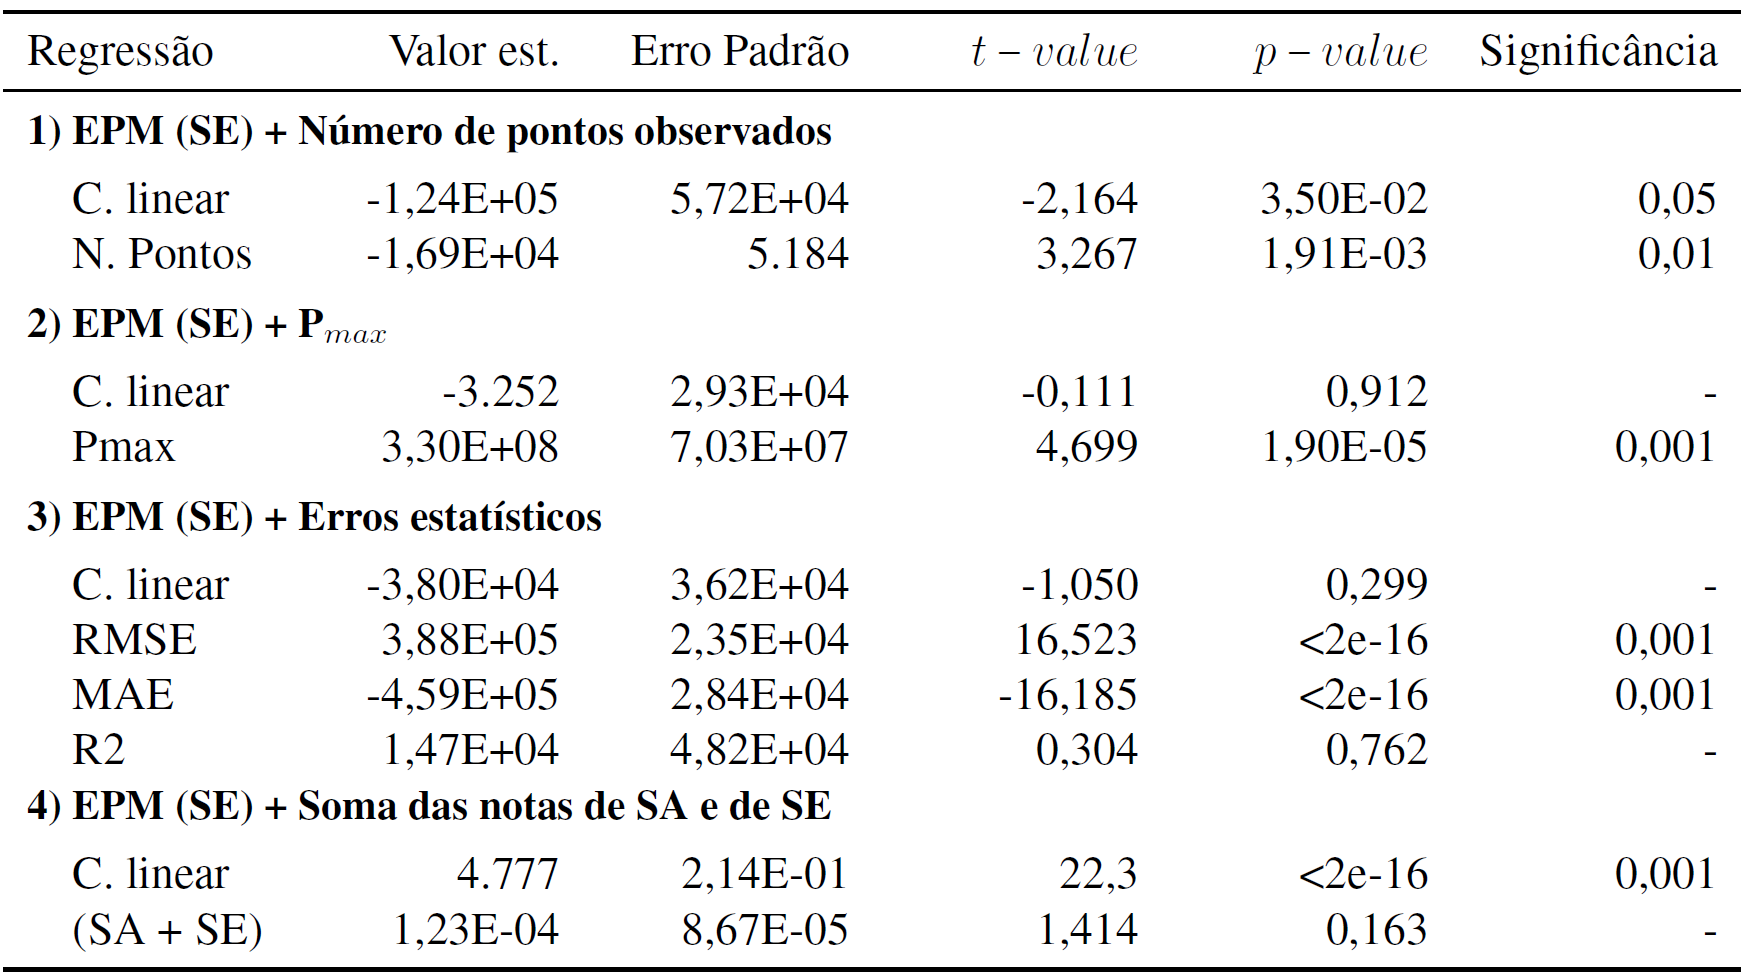 Regressão Valor est. Erro Padrão t – value p – value Significância
1) EPM (SE) + Número de pontos observados
C. linear -1,24E+05 5,72E+04 -2,164 3,50E-02 0,05
N. Pontos -1,69E+04 5.184 3,267 1,91E-03 0,01
2) EPM (SE) + Pmax
C. linear -3.252 2,93E+04 -0,111 0,912 -
Pmax 3,30E+08 7,03E+07 4,699 1,90E-05 0,001
3) EPM (SE) + Erros estatísticos
C. linear -3,80E+04 3,62E+04 -1,050 0,299 -
RMSE 3,88E+05 2,35E+04 16,523 <2e-16 0,001
MAE -4,59E+05 2,84E+04 -16,185 <2e-16 0,001
R2 1,47E+04 4,82E+04 0,304 0,762 -
4) EPM (SE) + Soma das notas de SA e de SE
C. linear 4.777 2,14E-01 22,3 <2e-16 0,001
(SA + SE) 1,23E-04 8,67E-05 1,414 0,163 -